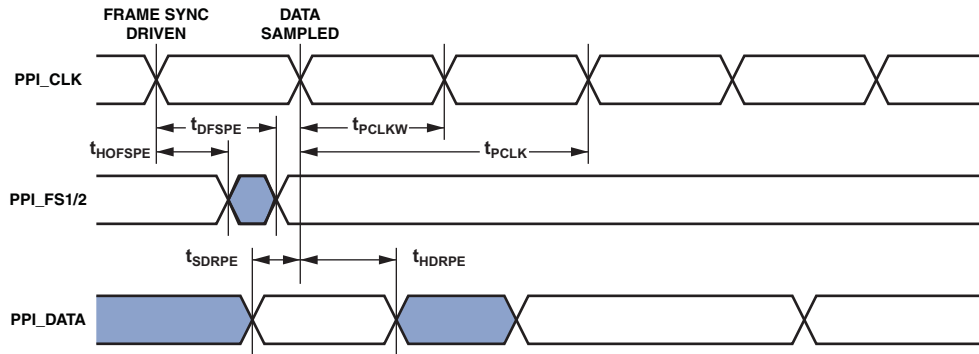 FRAME SYNC
DRIVEN
DATA
SAMPLED
PPI_CLK
tDFSPE
tPCLKW
tHOFSPE
tPCLK
PPI_FS1/2
tSDRPE
tHDRPE
PPI_DATA